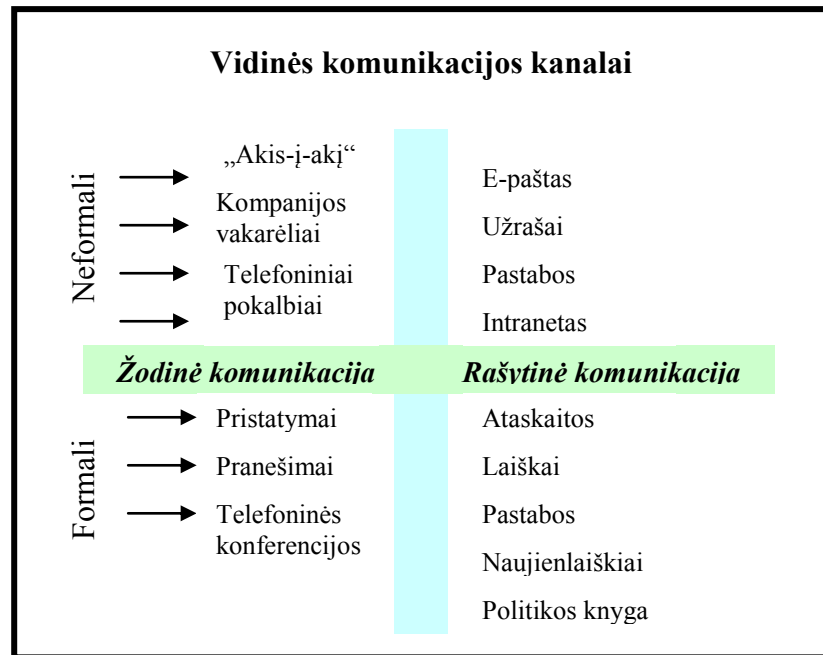 Vidinės komunikacijos kanalai
Neformali
„Akis-į-akį“
Kompanijos
vakarėliai
Telefoniniai
pokalbiai
E-paštas
Užrašai
Pastabos
Intranetas
Žodinė komunikacija
Rašytinė komunikacija
Formali
Pristatymai
Pranešimai
Telefoninės
konferencijos
Ataskaitos
Laiškai
Pastabos
Naujienlaiškiai
Politikos knyga